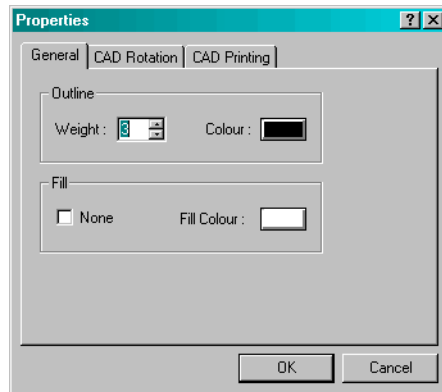 Properties
General CAD Rotation CAD Printing
Outline
Weight : 3 Colour :
Fill
None Fill Colour :
OK Cancel